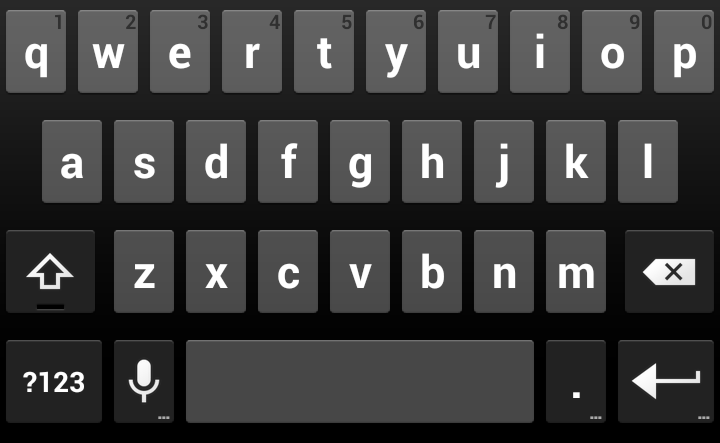 1 2 3 4 5 6 7 8 9 0
q w e r t y u i o p
a s d f g h j k l
z x c v b n m
?123 .